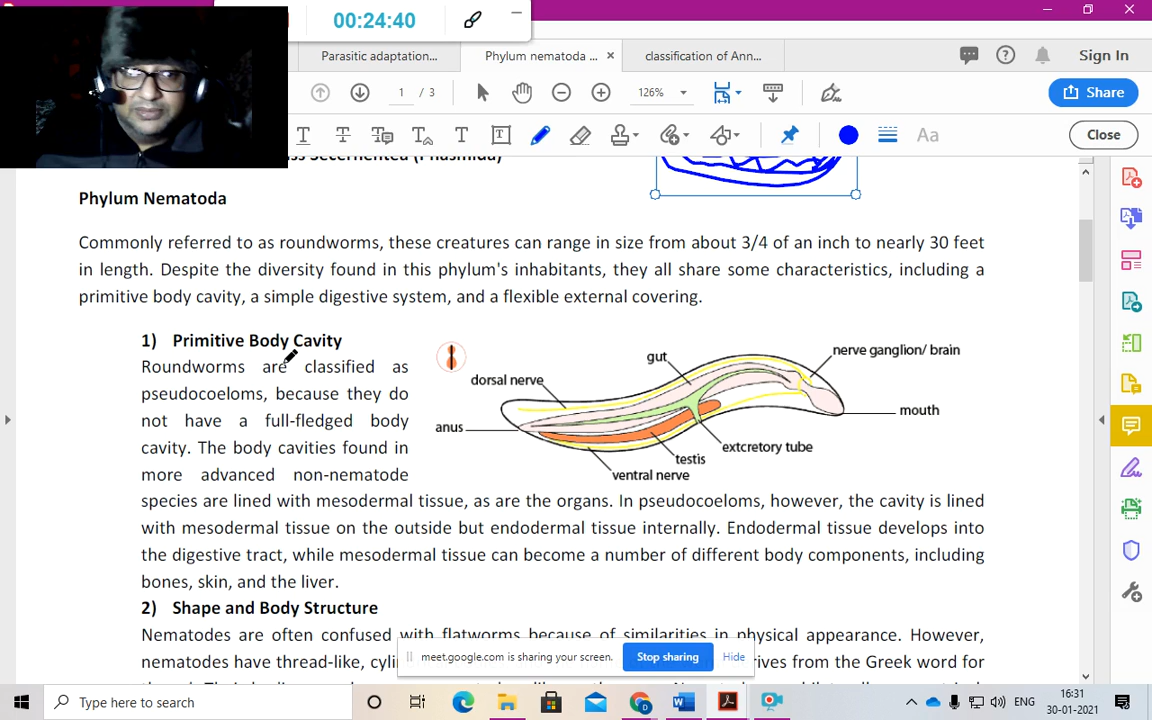 00:24:40
Parasitic adaptation...
Phylum nematoda ...
classification of Ann...
Sign In
1 / 3
126%
Share
Close
Aa
Phylum Nematoda
Commonly referred to as roundworms, these creatures can range in size from about 3/4 of an inch to nearly 30 feet
in length. Despite the diversity found in this phylum's inhabitants, they all share some characteristics, including a
primitive body cavity, a simple digestive system, and a flexible external covering.
1) Primitive Body Cavity
Roundworms are classified as
pseudocoeloms, because they do
not have a full-fledged body
cavity. The body cavities found in
more advanced non-nematode
gut
nerve ganglion/ brain
dorsal nerve
mouth
anus
extcretory tube
testis
ventral nerve
species are lined with mesodermal tissue, as are the organs. In pseudocoeloms, however, the cavity is lined
with mesodermal tissue on the outside but endodermal tissue internally. Endodermal tissue develops into
the digestive tract, while mesodermal tissue can become a number of different body components, including
bones, skin, and the liver.
2) Shape and Body Structure
Nematodes are often confused with flatworms because of similarities in physical appearance. However,
nematodes have thread-like, rives from the Greek word for
meet.google.com is sharing your screen.
Stop sharing
Hide
Type here to search
ENG
16:31
30-01-2021